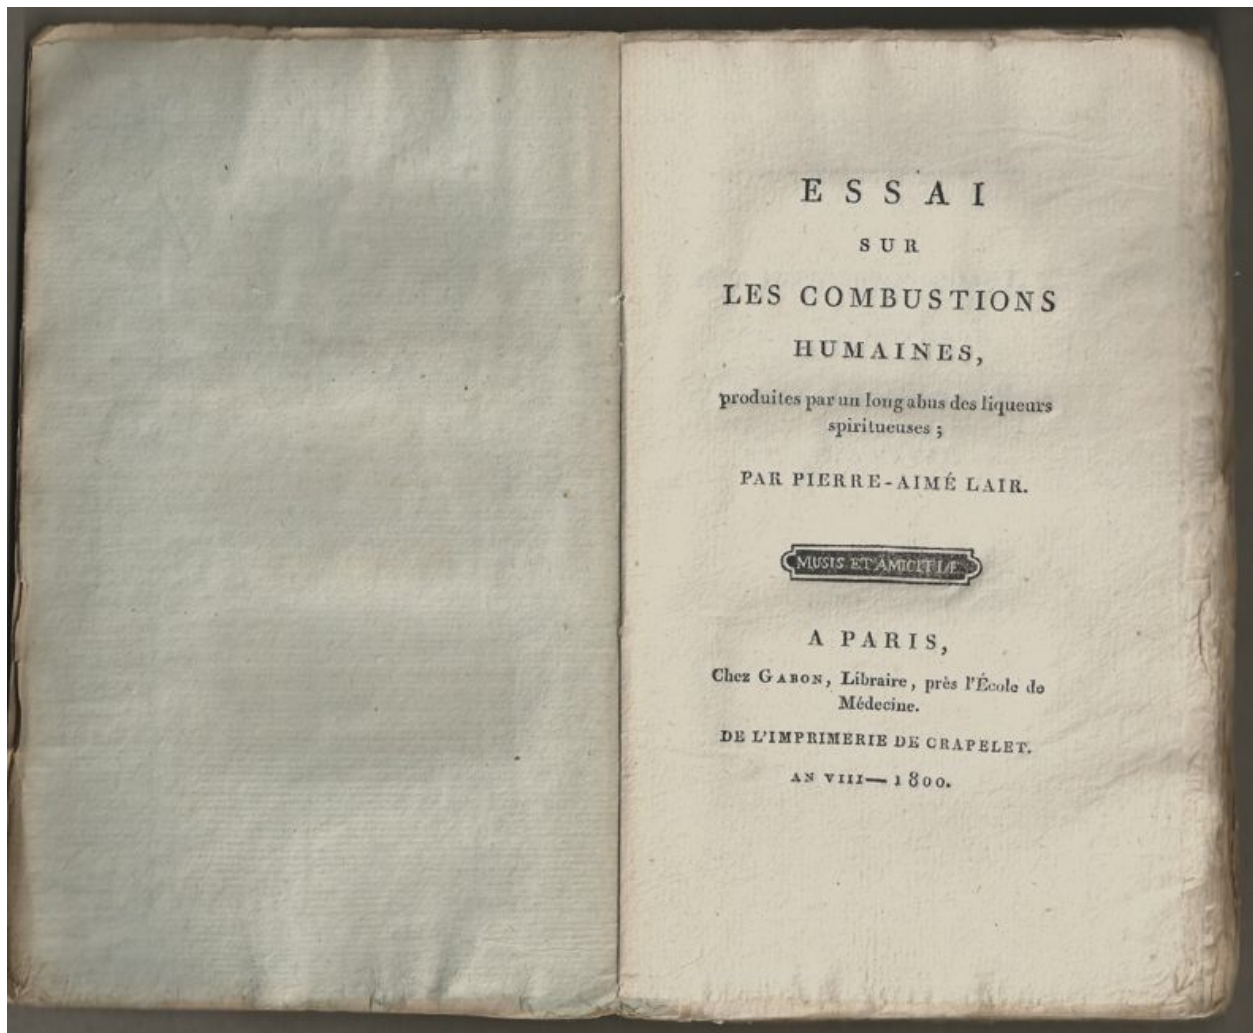 ESSAI
SUR
LES COMBUSTIONS
HUMAINES,
produites par un long abus des liqueurs
spiritueuses ;
PAR PIERRE-AIMÉ LAIR.
MUSIS ET AMICITIÆ
A PARIS,
Chez GABON, Libraire, près l'École de
Médecine.
DE L'IMPRIMERIE DE CRAPELET.
AN VIII — 1800.